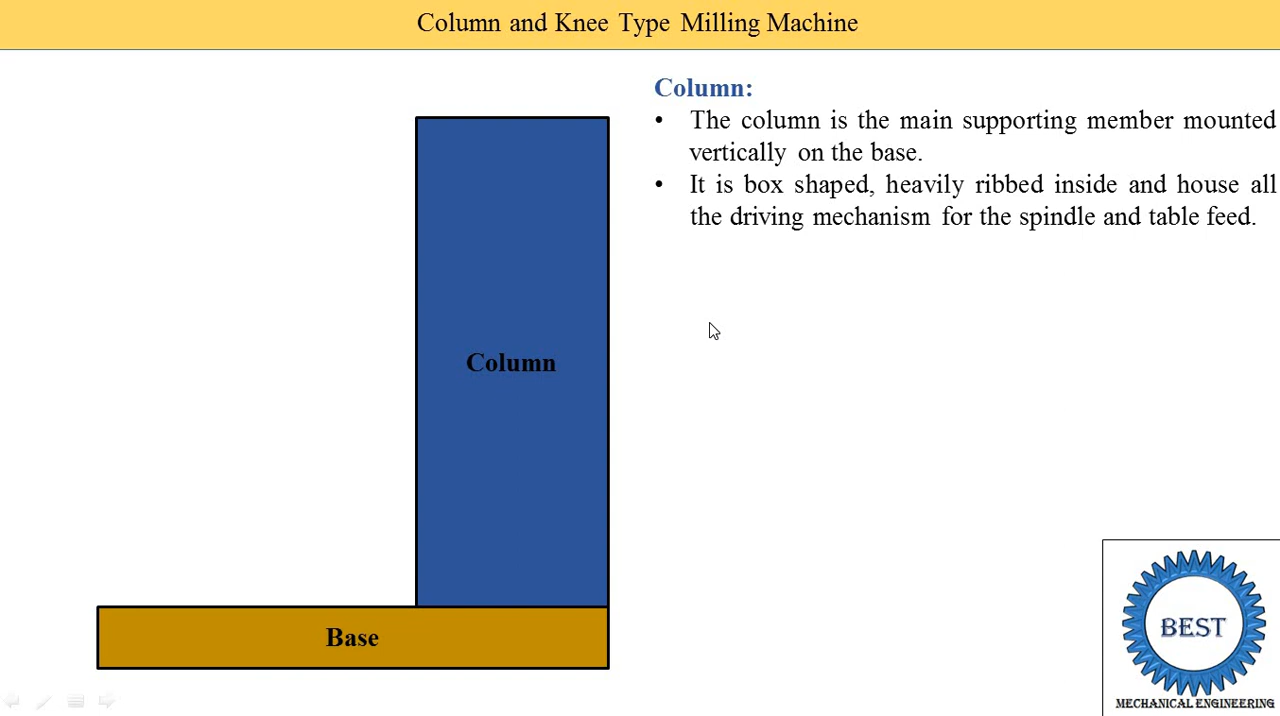 Column and Knee Type Milling Machine
Column:
• The column is the main supporting member mounted
vertically on the base.
• It is box shaped, heavily ribbed inside and house all
the driving mechanism for the spindle and table feed.
Column
Base
BEST
MECHANICAL ENGINEERING